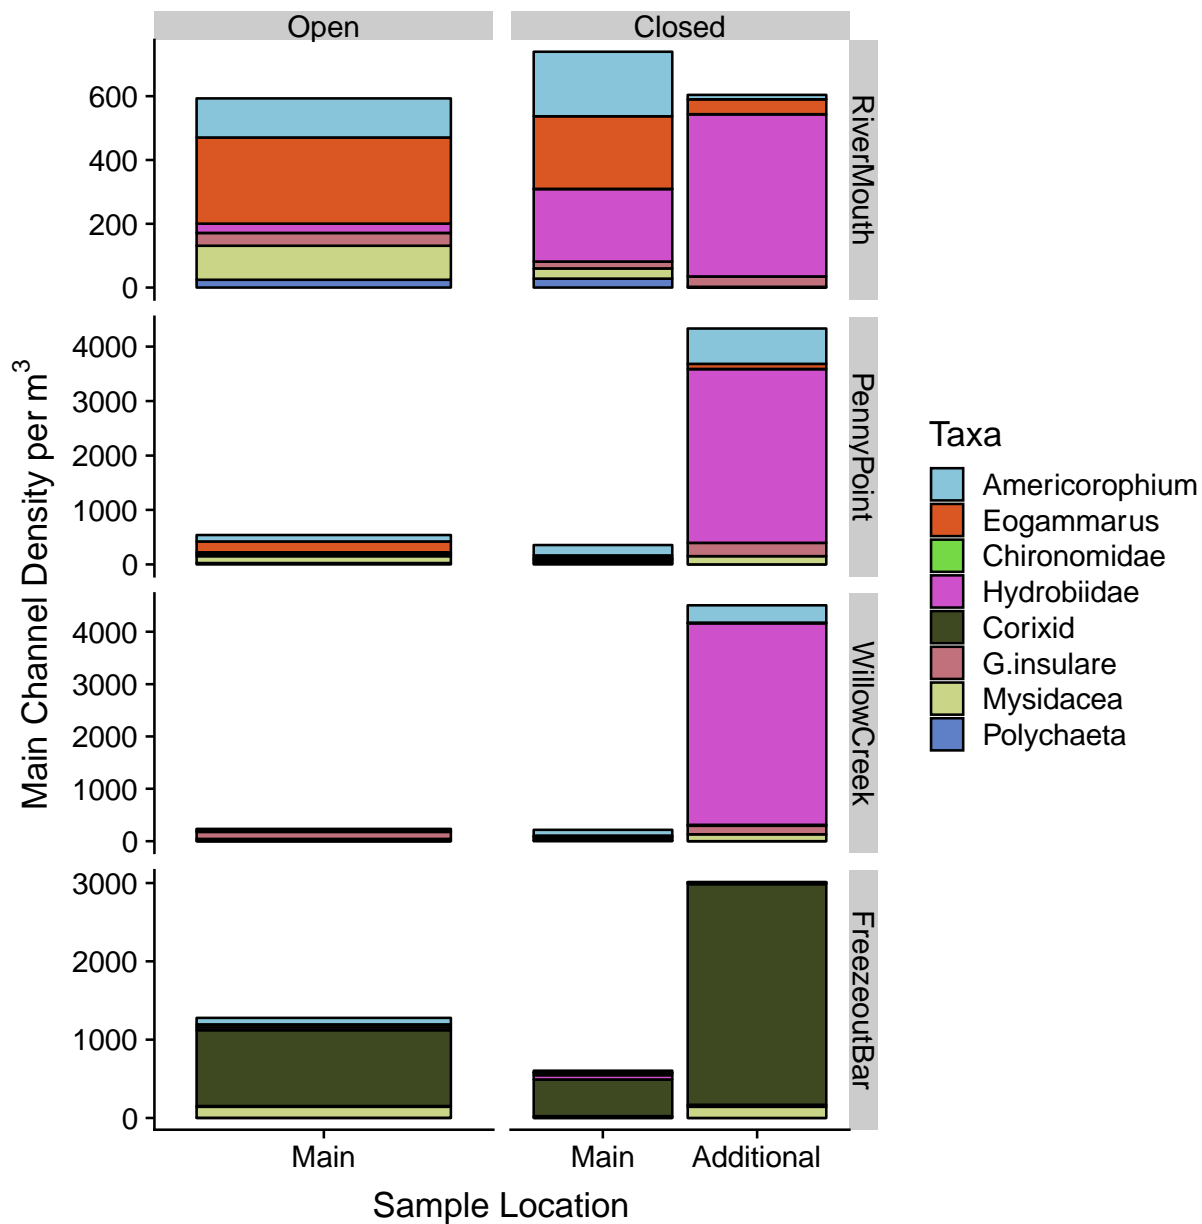 Open
Closed
RiverMouth
600
400
200
0
PennyPoint
4000
3000
2000
1000
0
WillowCreek
4000
3000
2000
1000
0
FreezeoutBar
3000
2000
1000
0
Main Channel Density per m³
Main
Main
Additional
Sample Location
Taxa
Americorophium
Eogammarus
Chironomidae
Hydrobiidae
Corixid
G.insulare
Mysidacea
Polychaeta